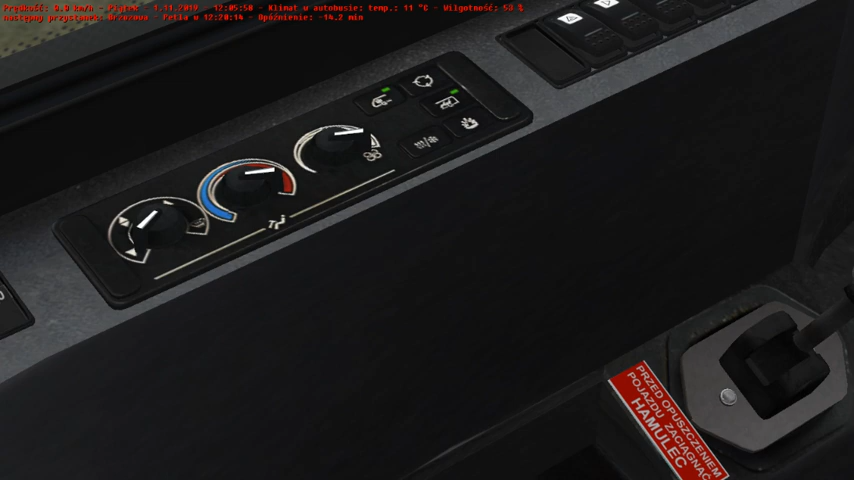 Prędkość: 0.0 km/h - Piątek - 1.11.2019 - 12:05:50 - Klimat w autobusie: temp.: 11 °C - Wilgotność: 53 %
następny przystanek: Brzozowa - Pętla w 12:20:14 - Opóźnienie: -14.2 min
PRZED OPUSZCZENIEM
POJAZDU ZACIĄGNĄĆ
HAMULEC